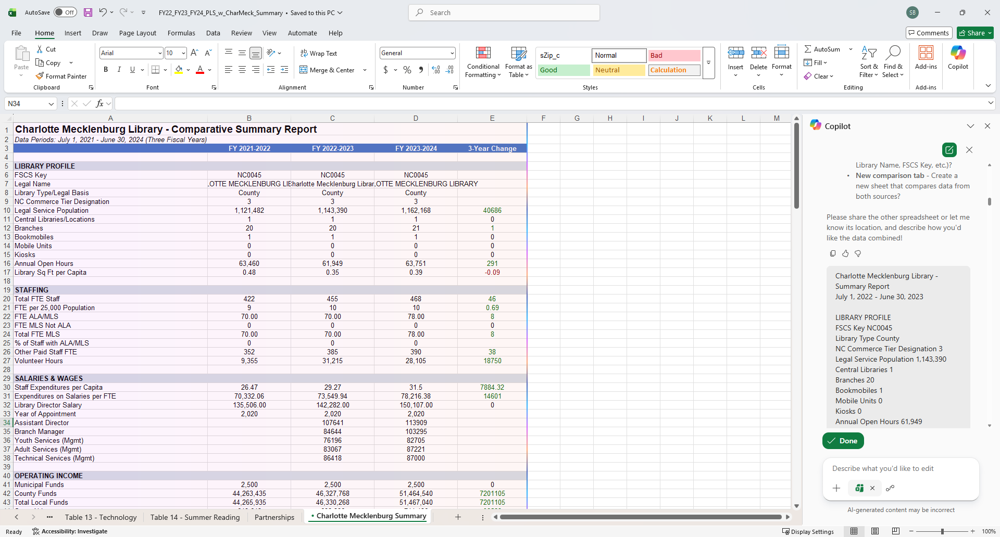 AutoSave Off FY22_FY23_FY24_PLS_w_CharMeck_Summary • Saved to this PC Search SB
File Home Insert Draw Page Layout Formulas Data Review View Automate Help Comments Share
Paste Cut Copy Format Painter Clipboard
Arial 10 B I U A Font
Wrap Text Merge & Center Alignment
General $ % Number
Conditional Formatting Format as Table
sZip_c Normal Bad
Good Neutral Calculation
Styles
Insert Delete Format Cells
AutoSum Fill Clear Sort & Filter Find & Select Editing
Add-ins Add-ins
Copilot
N34 fx
A B C D E F G H I J K L M
1 Charlotte Mecklenburg Library - Comparative Summary Report
2 Data Periods: July 1, 2021 - June 30, 2024 (Three Fiscal Years)
3 FY 2021-2022 FY 2022-2023 FY 2023-2024 3-Year Change
4
5 LIBRARY PROFILE
6 FSCS Key NC0045 NC0045 NC0045
7 Legal Name LOTTE MECKLENBURG LIB Charlotte Mecklenburg Librar LOTTE MECKLENBURG LIBRARY
8 Library Type/Legal Basis County County County
9 NC Commerce Tier Designation 3 3 3
10 Legal Service Population 1,121,482 1,143,390 1,162,168 40686
11 Central Libraries/Locations 1 1 1 0
12 Branches 20 20 21 1
13 Bookmobiles 1 1 1 0
14 Mobile Units 0 0 0 0
15 Kiosks 0 0 0 0
16 Annual Open Hours 63,460 61,949 63,751 291
17 Library Sq Ft per Capita 0.48 0.35 0.39 -0.09
18
19 STAFFING
20 Total FTE Staff 422 455 468 46
21 FTE per 25,000 Population 9 10 10 0.69
22 FTE ALA/MLS 70.00 70.00 78.00 8
23 FTE MLS Not ALA 0 0 0 0
24 Total FTE MLS 70.00 70.00 78.00 8
25 % of Staff with ALA/MLS 0 0 0
26 Other Paid Staff FTE 352 385 390 38
27 Volunteer Hours 9,355 31,215 28,105 18750
28
29 SALARIES & WAGES
30 Staff Expenditures per Capita 26.47 29.27 31.5 7884.32
31 Expenditures on Salaries per FTE 70,332.06 73,549.94 78,216.38 14601
32 Library Director Salary 135,506.00 142,282.00 150,107.00 0
33 Year of Appointment 2,020 2,020 2,020
34 Assistant Director 107641 113909
35 Branch Manager 84644 103295
36 Youth Services (Mgmt) 76196 82705
37 Adult Services (Mgmt) 83067 87221
38 Technical Services (Mgmt) 86418 87000
39
40 OPERATING INCOME
41 Municipal Funds 2,500 2,500 2,500 0
42 County Funds 44,263,435 46,327,768 51,464,540 7201105
43 Total Local Funds 44,265,935 46,330,268 51,467,040 7201105
Copilot
Library Name, FSCS Key, etc.)?
• New comparison tab - Create a
new sheet that compares data from
both sources?
Please share the other spreadsheet or let me
know its location, and describe how you'd
like the data combined!
Charlotte Mecklenburg Library -
Summary Report
July 1, 2022 - June 30, 2023
LIBRARY PROFILE
FSCS Key NC0045
Library Type County
NC Commerce Tier Designation 3
Legal Service Population 1,143,390
Central Libraries 1
Branches 20
Bookmobiles 1
Mobile Units 0
Kiosks 0
Annual Open Hours 61,949
Done
Describe what you'd like to edit
AI-generated content may be incorrect
••• Table 13 - Technology Table 14 - Summer Reading Partnerships • Charlotte Mecklenburg Summary
Ready Accessibility: Investigate Display Settings 100%